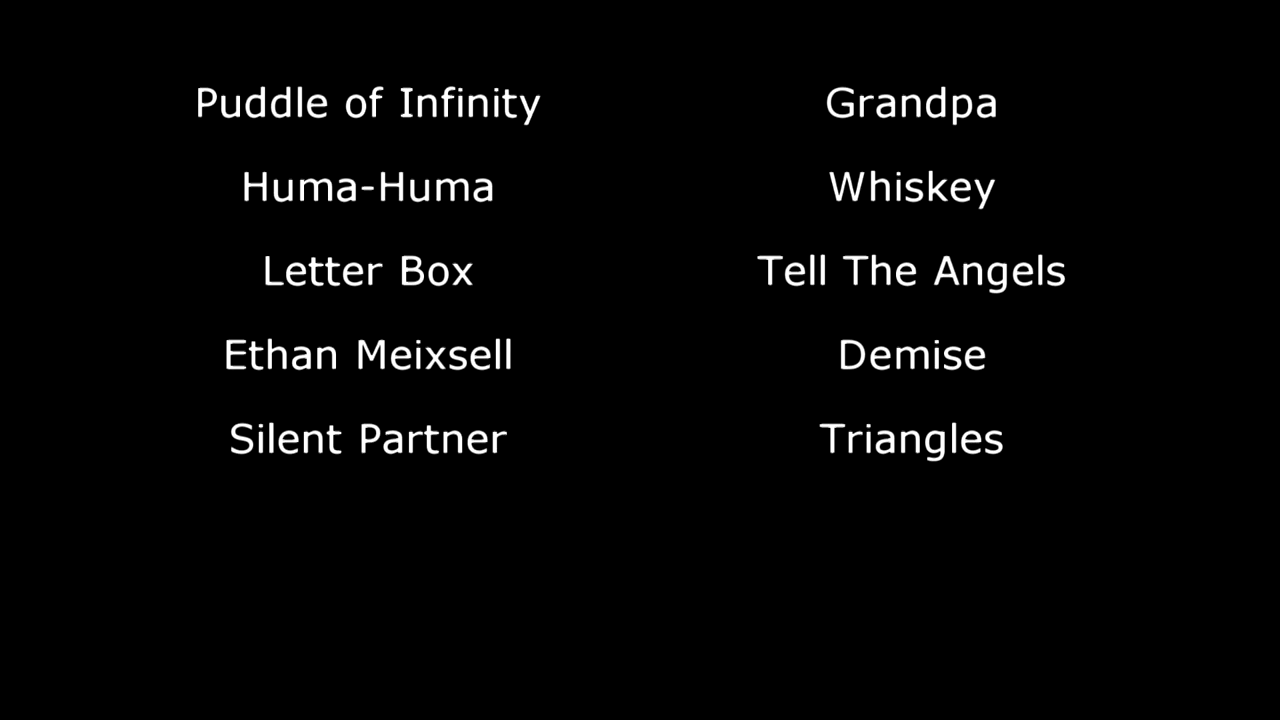 Puddle of Infinity Grandpa
Huma-Huma Whiskey
Letter Box Tell The Angels
Ethan Meixsell Demise
Silent Partner Triangles